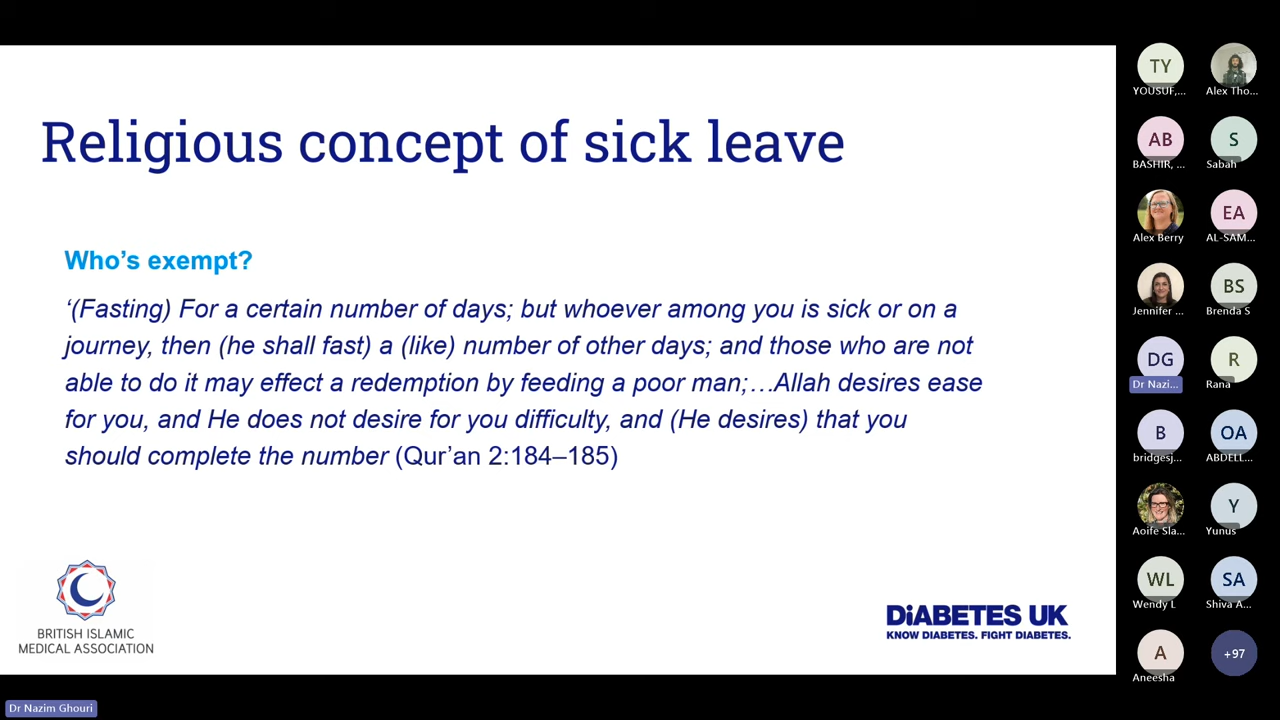 Religious concept of sick leave
Who's exempt?
‘(Fasting) For a certain number of days; but whoever among you is sick or on a
journey, then (he shall fast) a (like) number of other days; and those who are not
able to do it may effect a redemption by feeding a poor man;…Allah desires ease
for you, and He does not desire for you difficulty, and (He desires) that you
should complete the number (Qur’an 2:184–185)
BRITISH ISLAMIC
MEDICAL ASSOCIATION
DiABETES UK
KNOW DIABETES. FIGHT DIABETES.
Dr Nazim Ghouri
TY
YOUSUF,...
Alex Tho...
AB
BASHIR, ...
S
Sabah
Alex Berry
EA
AL-SAM...
Jennifer ...
BS
Brenda S
DG
Dr Nazi...
R
Rana
B
bridgesj...
OA
ABDELL...
Aoife Sla...
Y
Yunus
WL
Wendy L
SA
Shiva A...
A
Aneesha
+97